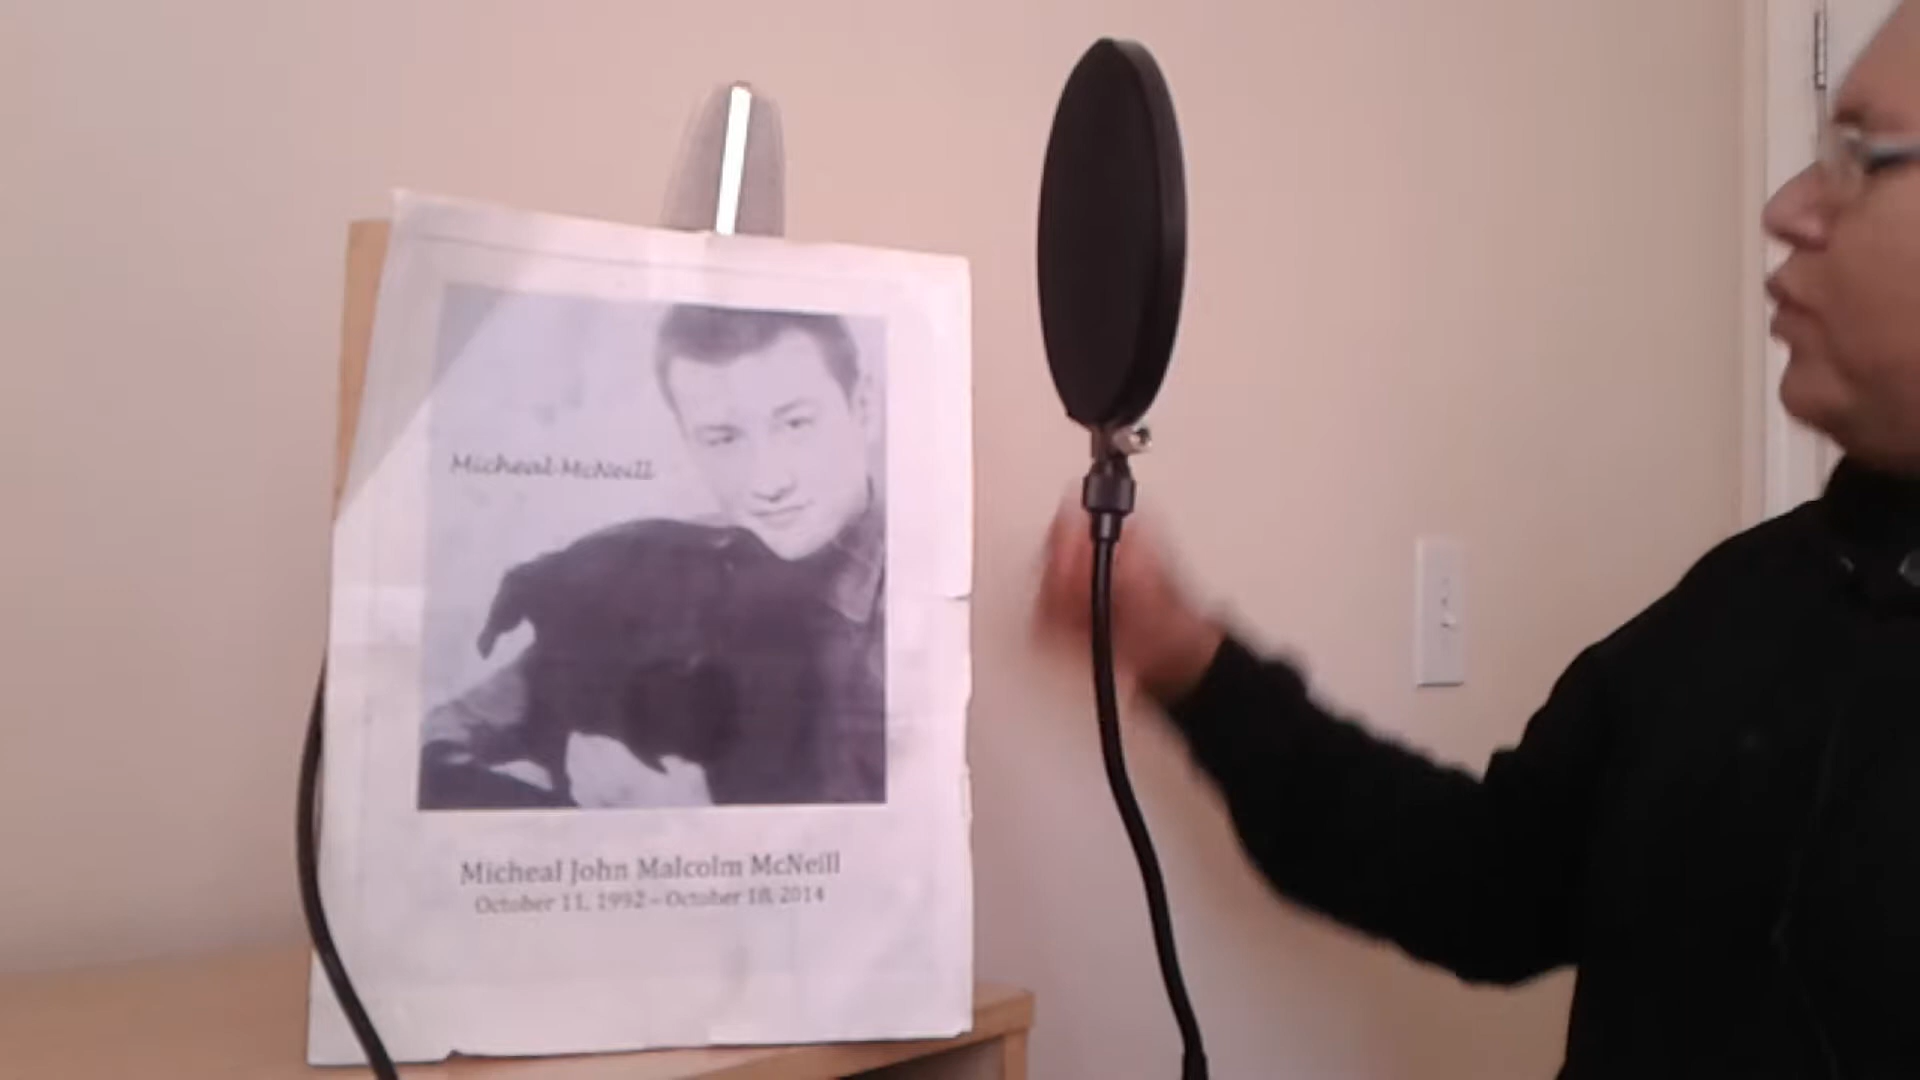 Micheal McNeill
Micheal John Malcolm McNeill
October 11, 1992 – October 18, 2014